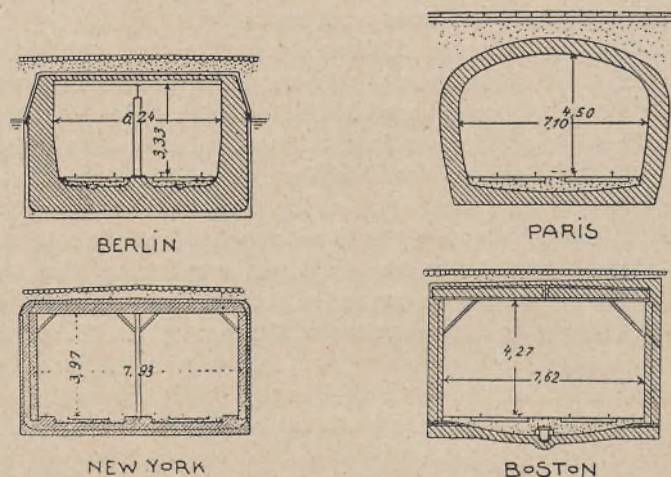 6,24
3,33
BERLIN
4,50
7,10
PARIS
3,97
7,93
NEW YORK
4,27
7,62
BOSTON